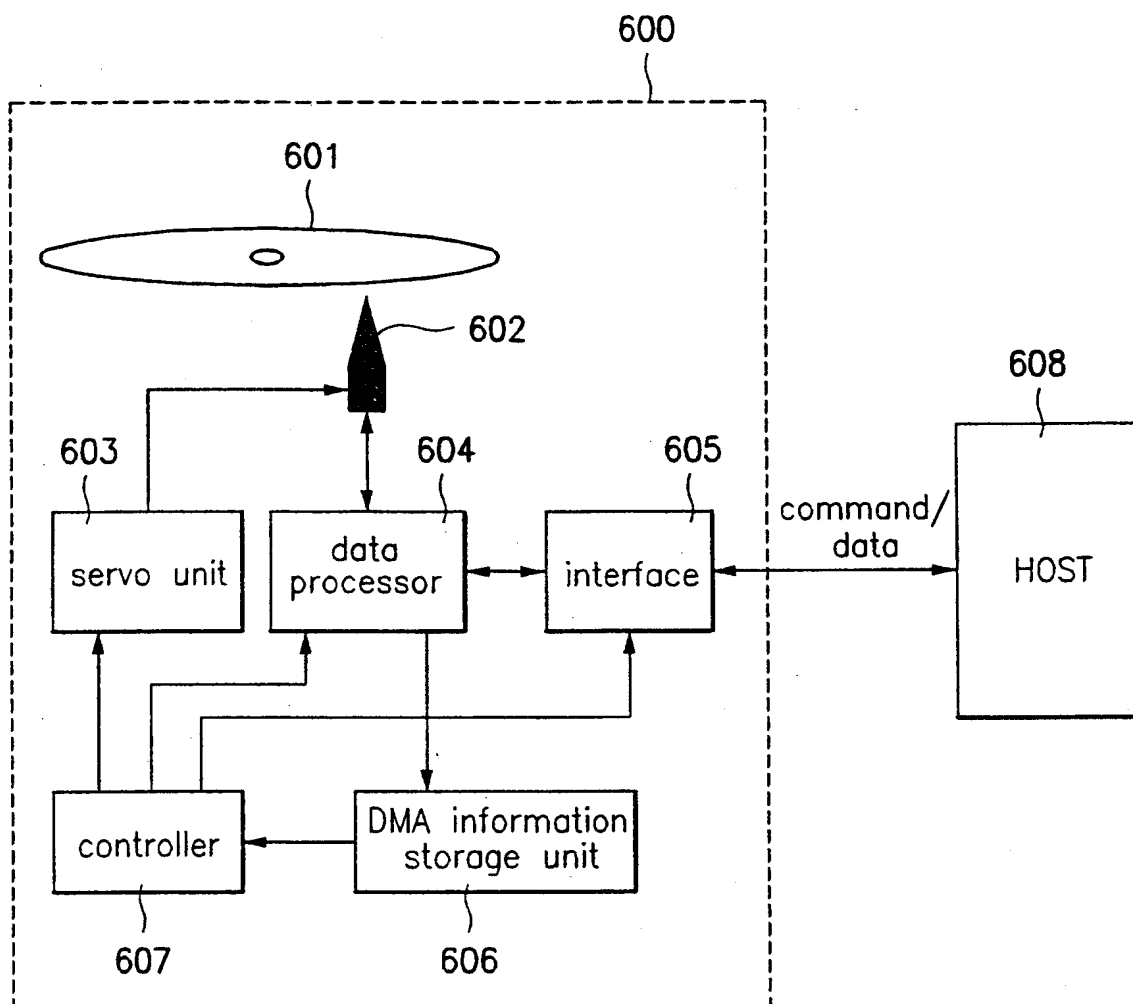 600
601
602
608
603
604
605
command/
data
servo unit
data
processor
interface
HOST
controller
DMA information
storage unit
607
606